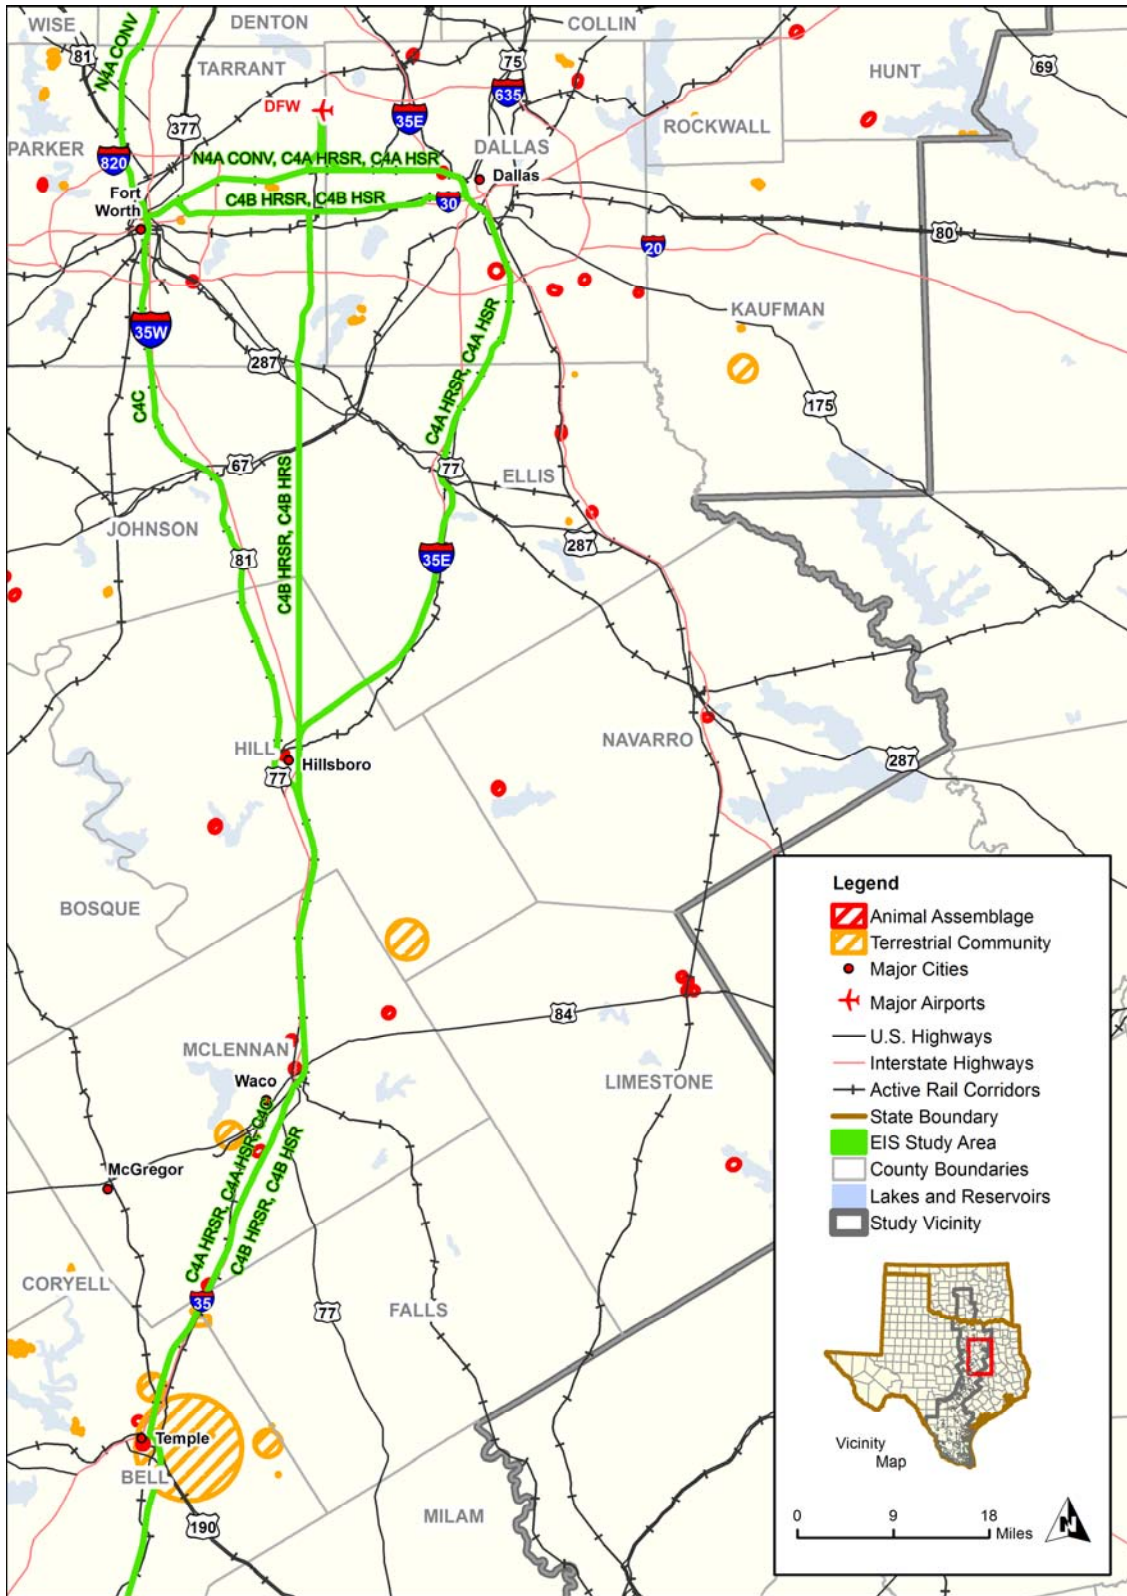 WISE
DENTON
COLLIN
81
N4A CONV
TARRANT
75
HUNT
69
DFW
635
377
35E
ROCKWALL
PARKER
820
DALLAS
N4A CONV, C4A HRSR, C4A HSR
Dallas
Fort
Worth
C4B HRSR, C4B HSR
30
80
20
35W
KAUFMAN
287
C4A HRSR, C4A HSR
C4C
175
67
77
ELLIS
C4B HRSR, C4B HRS
JOHNSON
287
81
35E
HILL
Hillsboro
77
NAVARRO
287
BOSQUE
84
MCLENNAN
Waco
LIMESTONE
McGregor
C4A HRSR, C4A HSR, C4C
C4B HRSR, C4B HSR
CORYELL
35
77
FALLS
Temple
BELL
190
MILAM
Legend
Animal Assemblage
Terrestrial Community
Major Cities
Major Airports
U.S. Highways
Interstate Highways
Active Rail Corridors
State Boundary
EIS Study Area
County Boundaries
Lakes and Reservoirs
Study Vicinity
Vicinity
Map
0 9 18
Miles
N